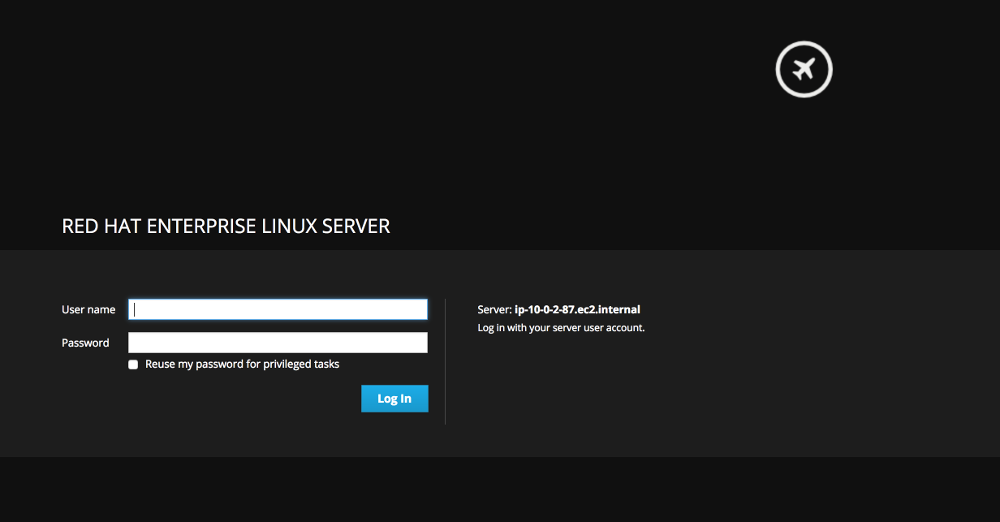 RED HAT ENTERPRISE LINUX SERVER
User name
Password
Reuse my password for privileged tasks
Log In
Server: ip-10-0-2-87.ec2.internal
Log in with your server user account.